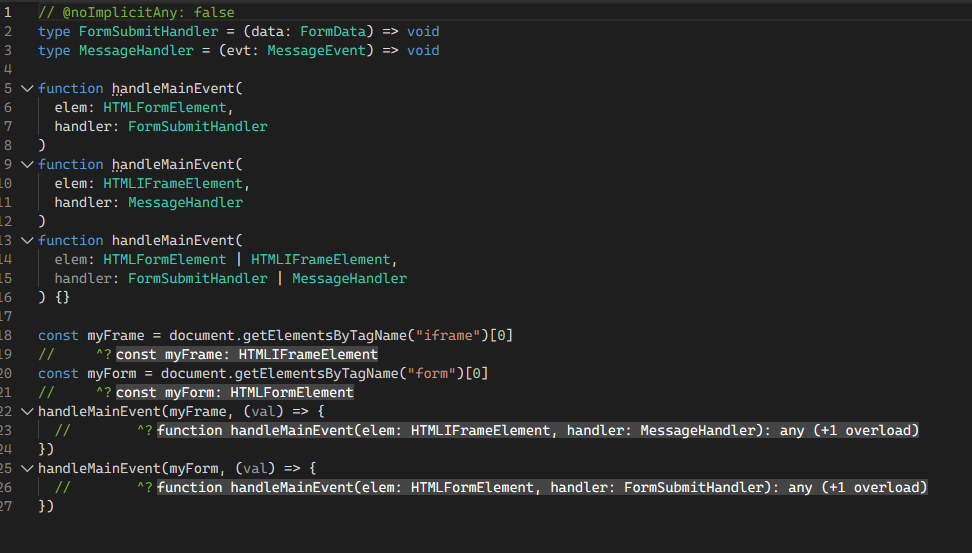 1 // @noImplicitAny: false
2 type FormSubmitHandler = (data: FormData) => void
3 type MessageHandler = (evt: MessageEvent) => void
4
5 function handleMainEvent(
6   elem: HTMLFormElement,
7   handler: FormSubmitHandler
8 )
9 function handleMainEvent(
10   elem: HTMLIFrameElement,
11   handler: MessageHandler
12 )
13 function handleMainEvent(
14   elem: HTMLFormElement | HTMLIFrameElement,
15   handler: FormSubmitHandler | MessageHandler
16 ) {}
17
18 const myFrame = document.getElementsByTagName("iframe")[0]
19 //     ^? const myFrame: HTMLIFrameElement
20 const myForm = document.getElementsByTagName("form")[0]
21 //     ^? const myForm: HTMLFormElement
22 handleMainEvent(myFrame, (val) => {
23   //        ^? function handleMainEvent(elem: HTMLIFrameElement, handler: MessageHandler): any (+1 overload)
24 })
25 handleMainEvent(myForm, (val) => {
26   //        ^? function handleMainEvent(elem: HTMLFormElement, handler: FormSubmitHandler): any (+1 overload)
27 })